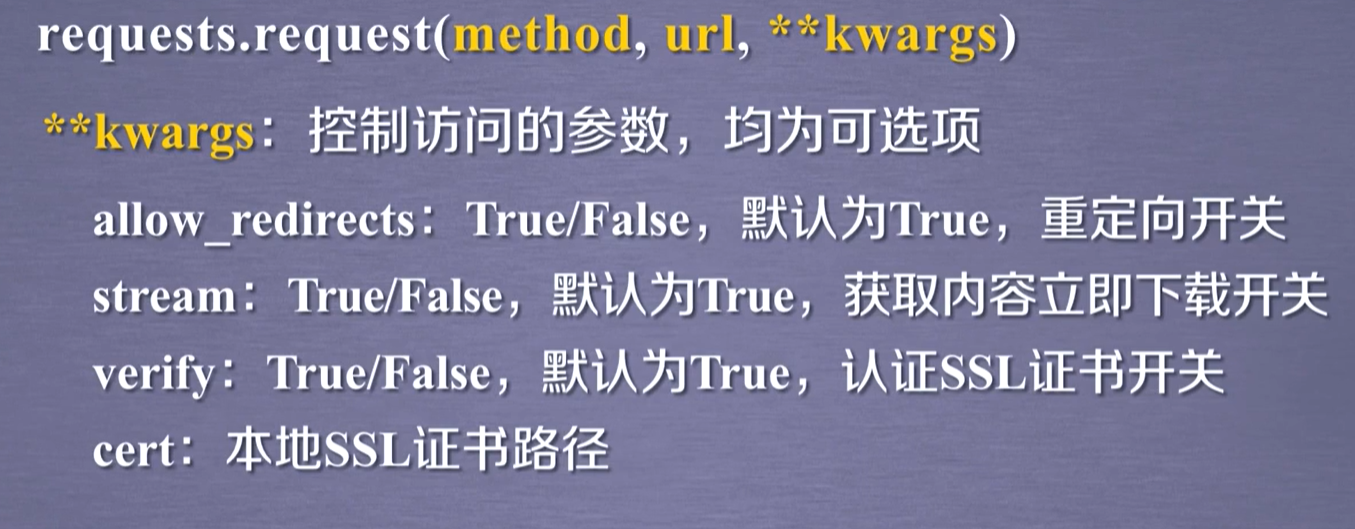 requests.request(method, url, **kwargs)
**kwargs：控制访问的参数，均为可选项
allow_redirects：True/False，默认为True，重定向开关
stream：True/False，默认为True，获取内容立即下载开关
verify：True/False，默认为True，认证SSL证书开关
cert：本地SSL证书路径